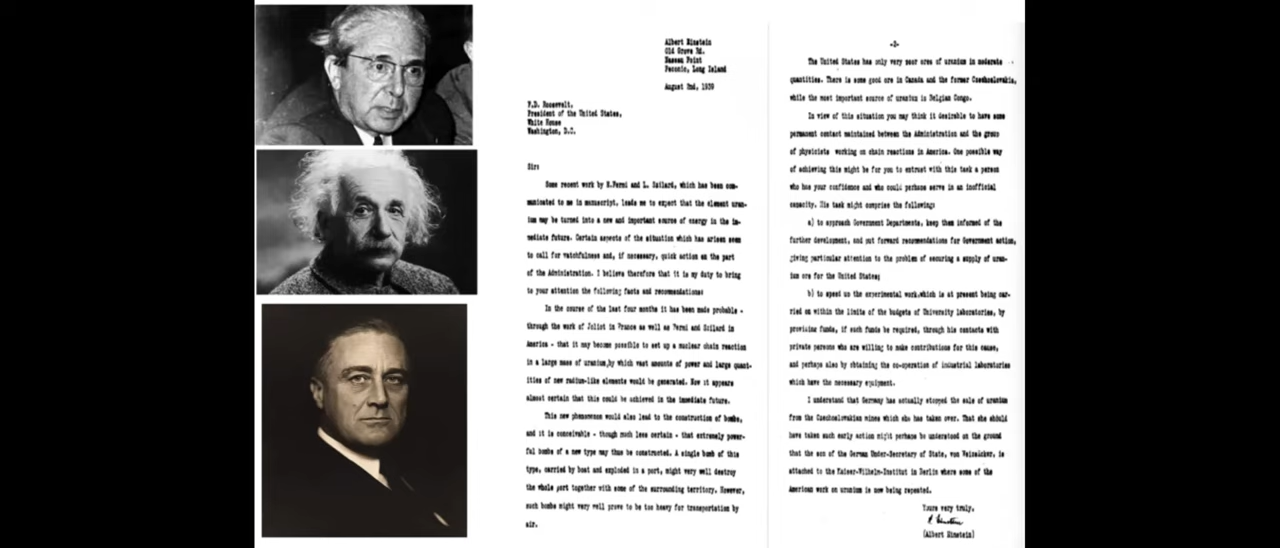 Albert Einstein
Old Grove Rd.
Nassau Point
Peconic, Long Island
August 2nd, 1939
F.D. Roosevelt,
President of the United States,
White House
Washington, D.C.
Sir:
Some recent work by E.Fermi and L. Szilard, which has been com-
municated to me in manuscript, leads me to expect that the element uran-
ium may be turned into a new and important source of energy in the im-
mediate future. Certain aspects of the situation which has arisen seem
to call for watchfulness and, if necessary, quick action on the part
of the Administration. I believe therefore that it is my duty to bring
to your attention the following facts and recommendations:
In the course of the last four months it has been made probable -
through the work of Joliot in France as well as Fermi and Szilard in
America - that it may become possible to set up a nuclear chain reaction
in a large mass of uranium,by which vast amounts of power and large quant-
ities of new radium-like elements would be generated. Now it appears
almost certain that this could be achieved in the immediate future.
This new phenomenon would also lead to the construction of bombs,
and it is conceivable - though much less certain - that extremely power-
ful bombs of a new type may thus be constructed. A single bomb of this
type, carried by boat and exploded in a port, might very well destroy
the whole port together with some of the surrounding territory. However,
such bombs might very well prove to be too heavy for transportation by
air.
-2-
The United States has only very poor ores of uranium in moderate
quantities. There is some good ore in Canada and the former Czechoslovakia,
while the most important source of uranium is Belgian Congo.
In view of this situation you may think it desirable to have some
permanent contact maintained between the Administration and the group
of physicists working on chain reactions in America. One possible way
of achieving this might be for you to entrust with this task a person
who has your confidence and who could perhaps serve in an inofficial
capacity. His task might comprise the following:
a) to approach Government Departments, keep them informed of the
further development, and put forward recommendations for Government action,
giving particular attention to the problem of securing a supply of uran-
ium ore for the United States;
b) to speed up the experimental work,which is at present being car-
ried on within the limits of the budgets of University laboratories, by
providing funds, if such funds be required, through his contacts with
private persons who are willing to make contributions for this cause,
and perhaps also by obtaining the co-operation of industrial laboratories
which have the necessary equipment.
I understand that Germany has actually stopped the sale of uranium
from the Czechoslovakian mines which she has taken over. That she should
have taken such early action might perhaps be understood on the ground
that the son of the German Under-Secretary of State, von Weizsäcker, is
attached to the Kaiser-Wilhelm-Institut in Berlin where some of the
American work on uranium is now being repeated.
Yours very truly,
A. Einstein
(Albert Einstein)